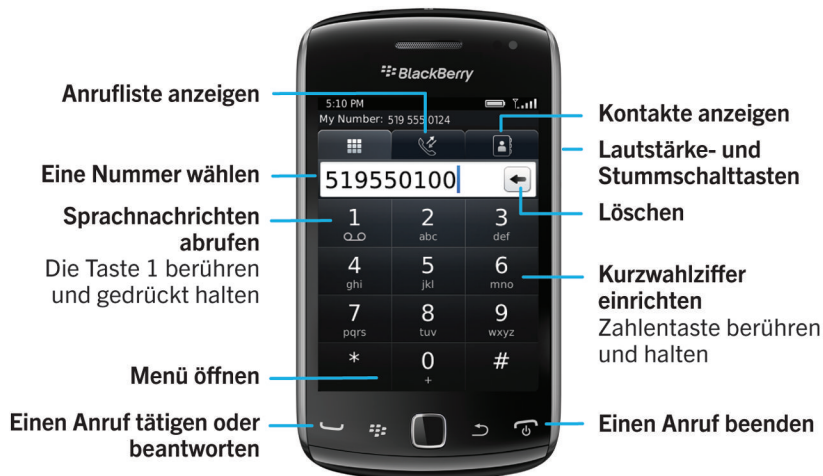 BlackBerry
5:10 PM
My Number: 519 555 0124
519550100
1
2
abc
3
def
4
ghi
5
jkl
6
mno
7
pqrs
8
tuv
9
wxyz
*
0
+
#
Anrufliste anzeigen
Eine Nummer wählen
Sprachnachrichten
abrufen
Die Taste 1 berühren
und gedrückt halten
Menü öffnen
Einen Anruf tätigen oder
beantworten
Kontakte anzeigen
Lautstärke- und
Stummschalttasten
Löschen
Kurzwahlziffer
einrichten
Zahlentaste berühren
und halten
Einen Anruf beenden